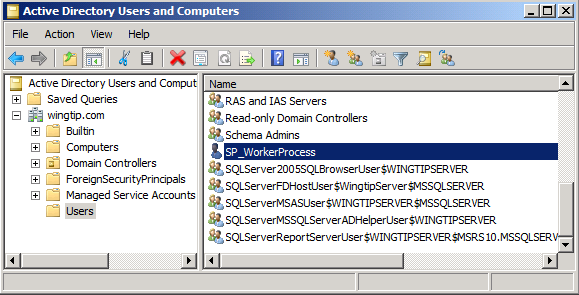 Active Directory Users and Computers
File Action View Help
Active Directory Users and Comput
Saved Queries
wingtip.com
Builtin
Computers
Domain Controllers
ForeignSecurityPrincipals
Managed Service Accounts
Users
Name
RAS and IAS Servers
Read-only Domain Controllers
Schema Admins
SP_WorkerProcess
SQLServer2005SQLBrowserUser$WINGTIPSERVER
SQLServerFDHostUser$WingtipServer$MSSQLSERVER
SQLServerMSASUser$WINGTIPSERVER$MSSQLSERVER
SQLServerMSSQLServerADHelperUser$WINGTIPSERVER
SQLServerReportServerUser$WINGTIPSERVER$MSRS10.MSSQLSERV